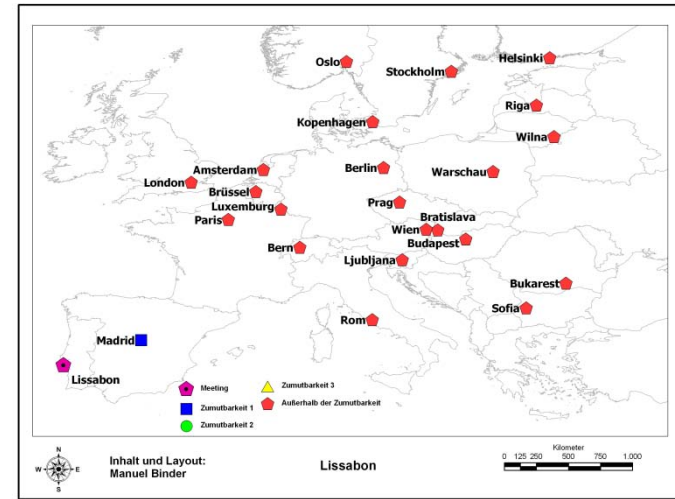 Oslo
Stockholm
Helsinki
Riga
Kopenhagen
Wilna
Amsterdam
Berlin
Warschau
London
Brüssel
Luxemburg
Prag
Paris
Bratislava
Wien
Budapest
Bern
Ljubljana
Bukarest
Sofia
Rom
Madrid
Lissabon
Meeting
Zumutbarkeit 1
Zumutbarkeit 2
Zumutbarkeit 3
Außerhalb der Zumutbarkeit
N
W
E
S
Inhalt und Layout:
Manuel Binder
Lissabon
Kilometer
0 125 250 500 750 1.000